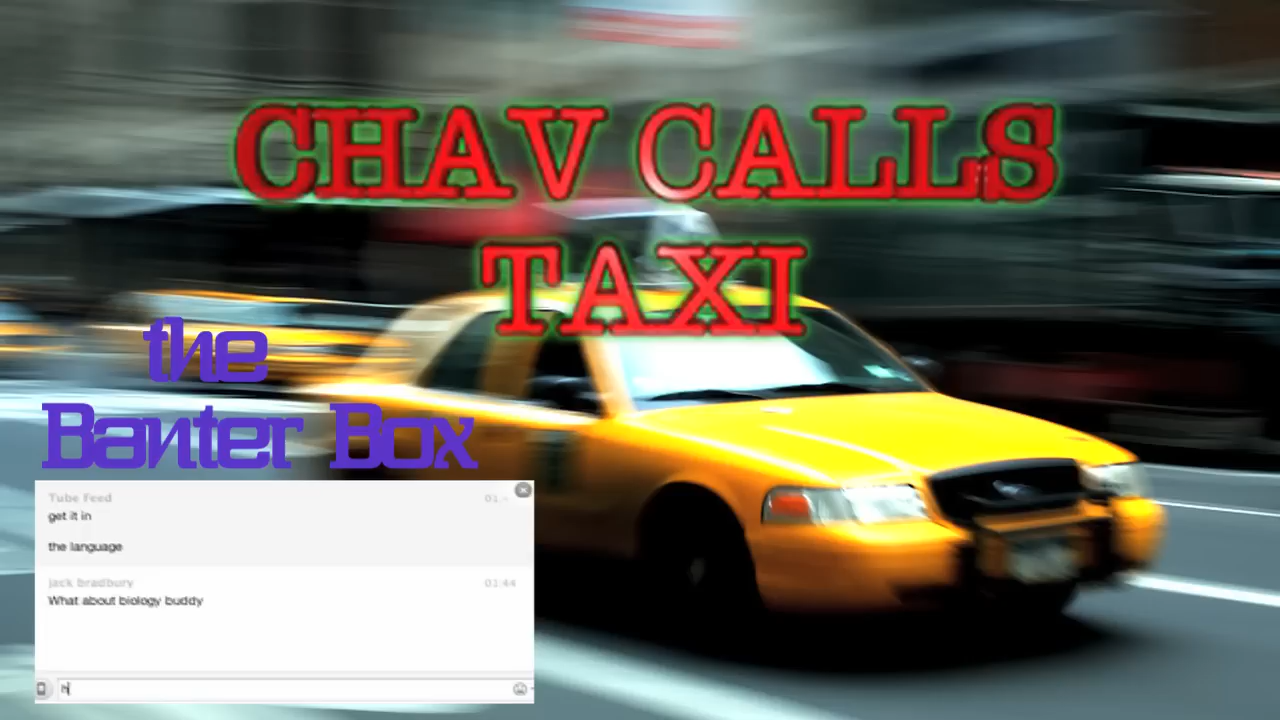 CHAV CALLS
TAXI
the
Banter Box
Tube Feed
get it in
the language
jack bradbury 01:44
What about biology buddy